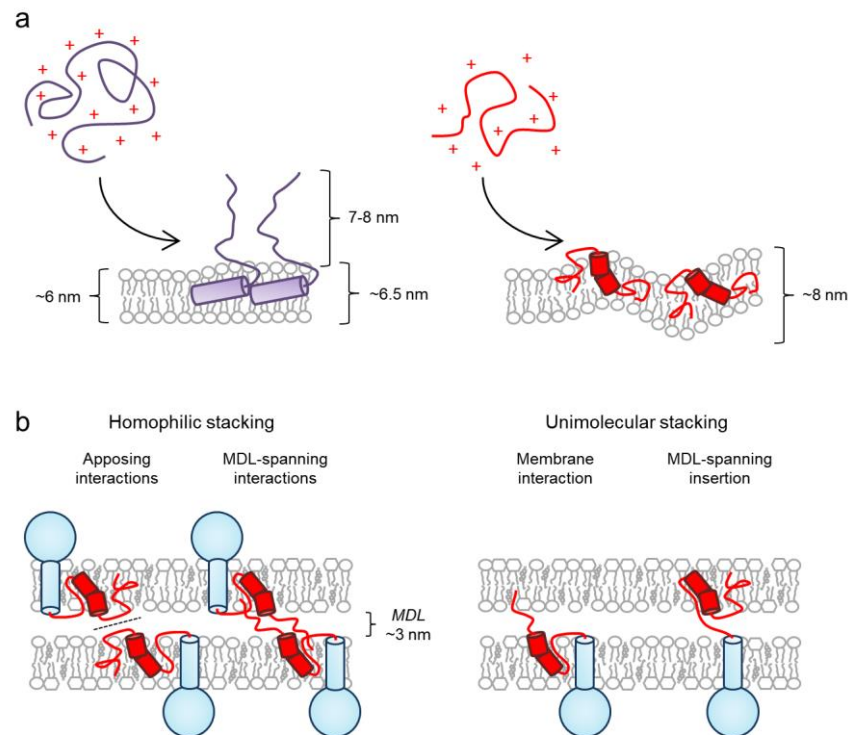 a
+ + + + + + + + + + + + +
+ + + + + + +
7-8 nm
~6 nm
~6.5 nm
~8 nm
b
Homophilic stacking
Unimolecular stacking
Apposing
interactions
MDL-spanning
interactions
Membrane
interaction
MDL-spanning
insertion
MDL
~3 nm